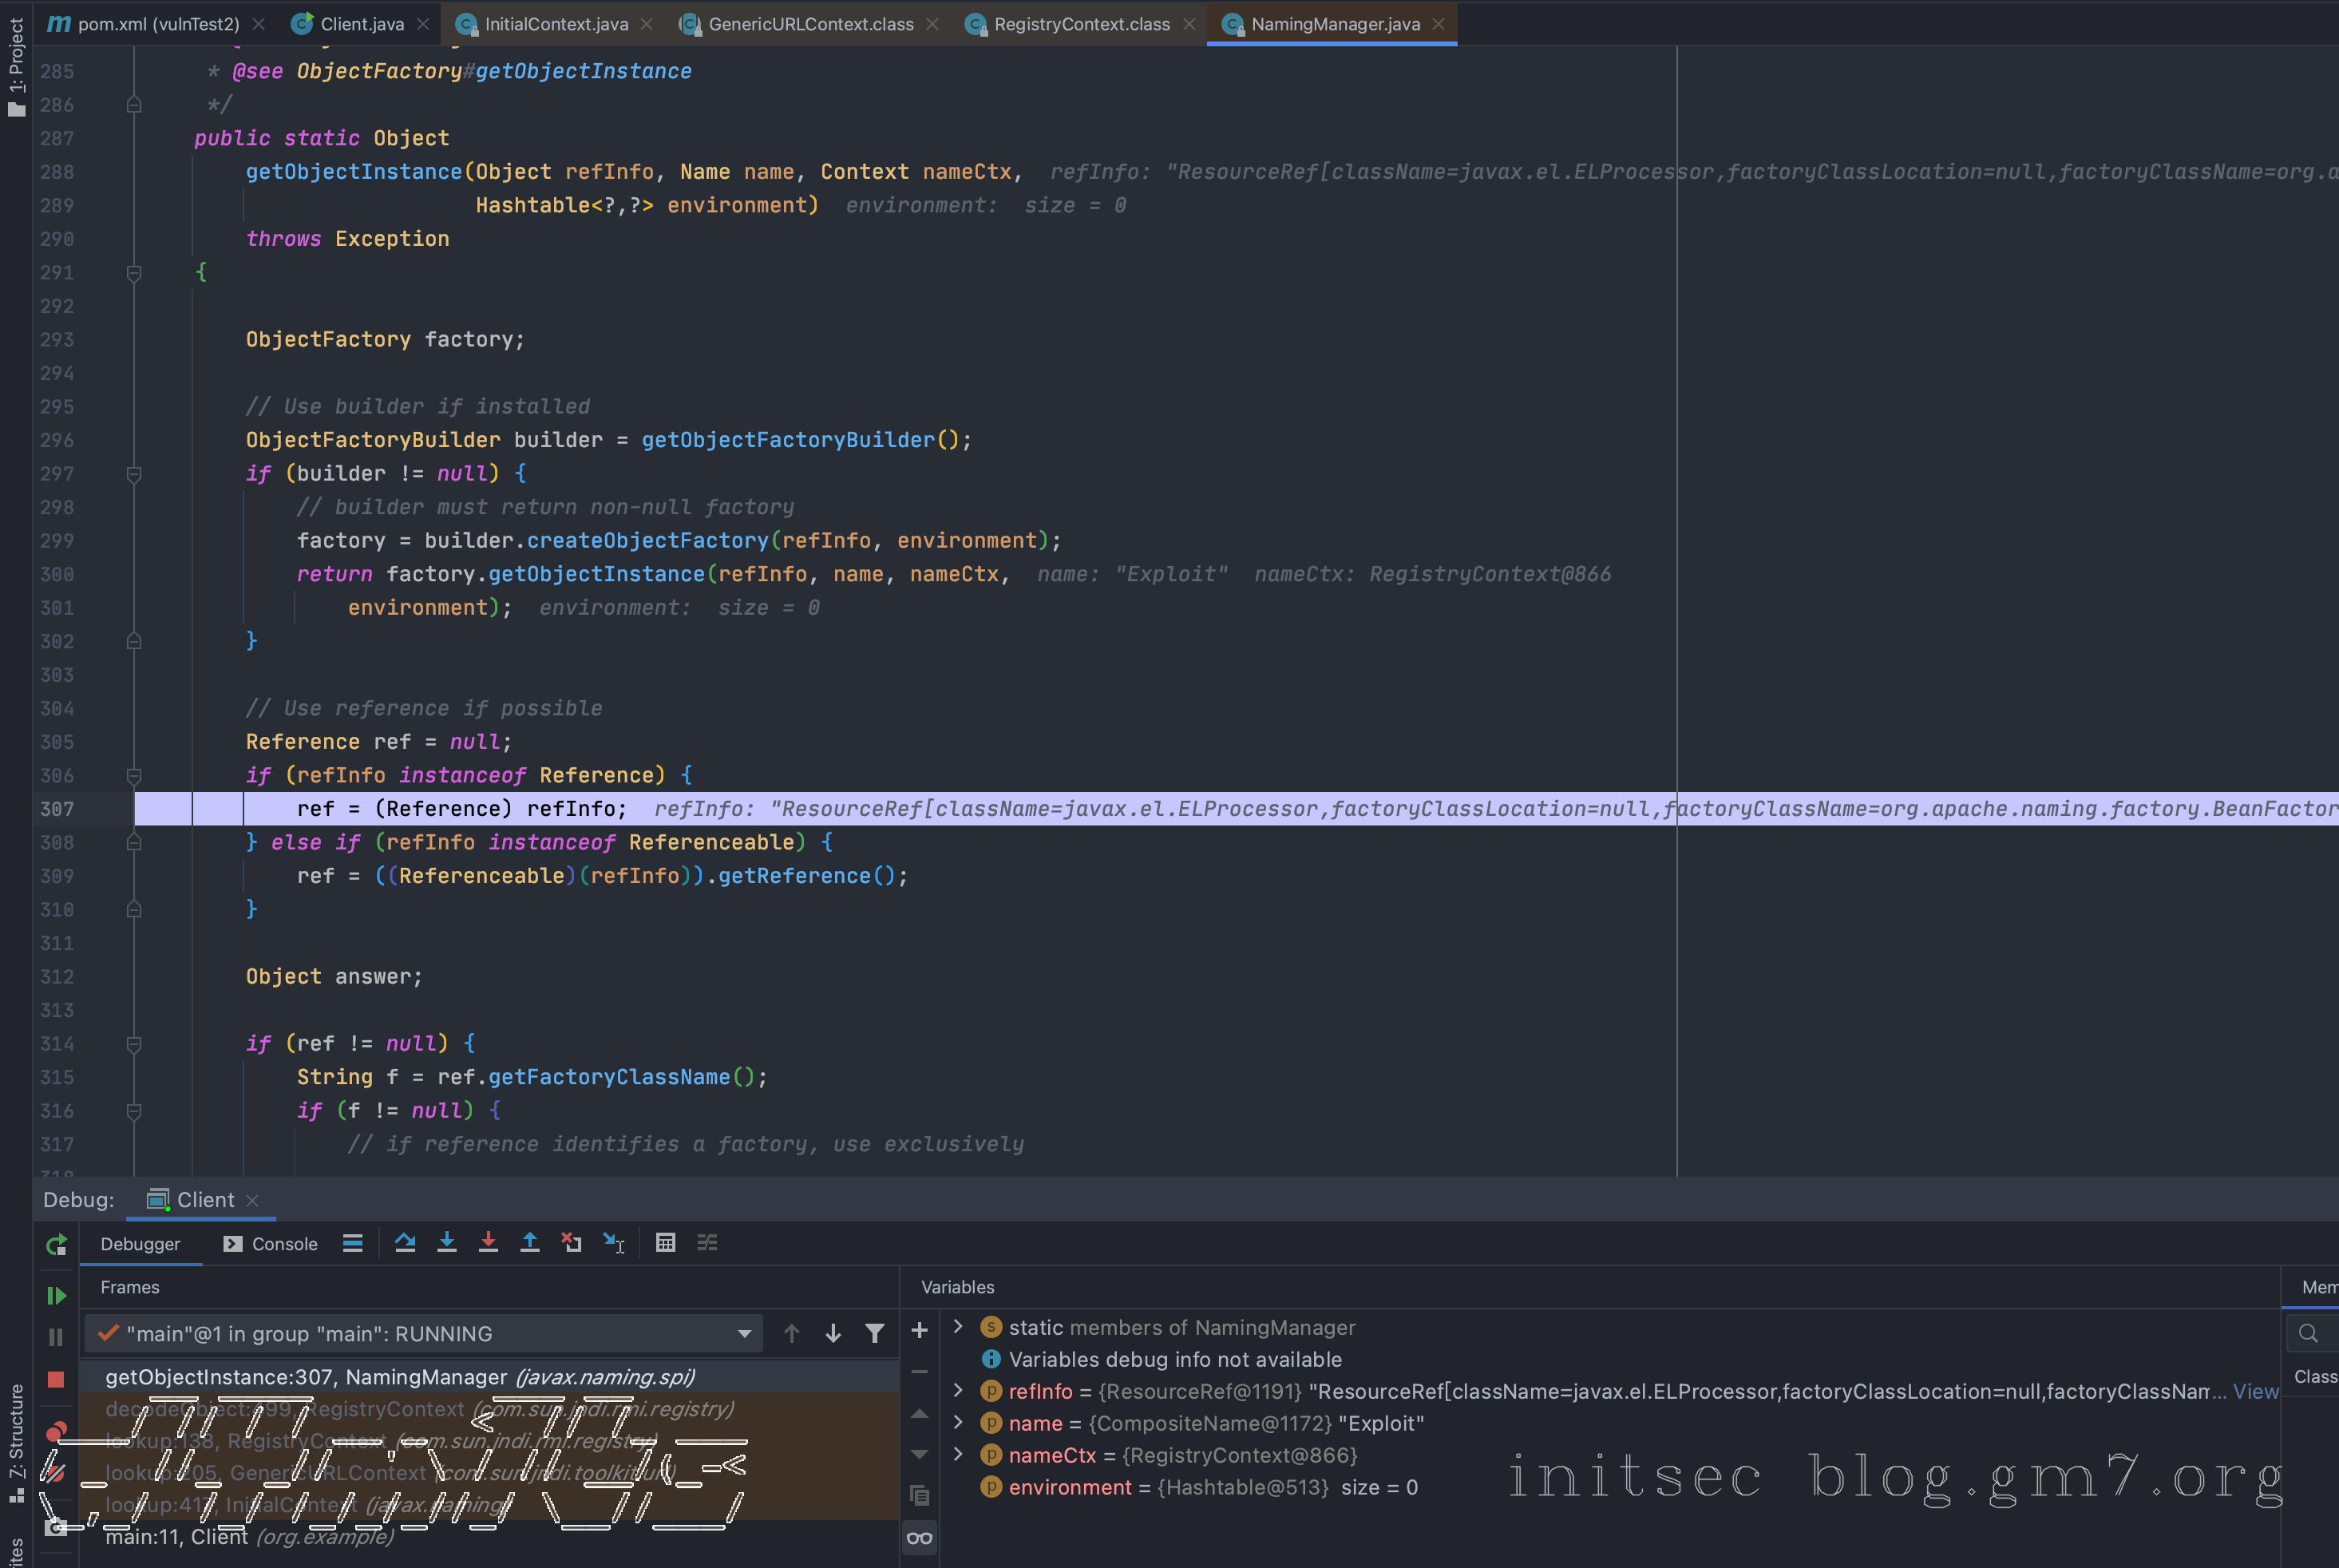 pom.xml (vulnTest2)
Client.java
InitialContext.java
GenericURLContext.class
RegistryContext.class
NamingManager.java
1: Project
285 * @see ObjectFactory#getObjectInstance
286 */
287 public static Object
288 getObjectInstance(Object refInfo, Name name, Context nameCtx, refInfo: "ResourceRef[className=javax.el.ELProcessor,factoryClassLocation=null,factoryClassName=org.a
289 Hashtable<?,?> environment) environment: size = 0
290 throws Exception
291 {
292
293 ObjectFactory factory;
294
295 // Use builder if installed
296 ObjectFactoryBuilder builder = getObjectFactoryBuilder();
297 if (builder != null) {
298 // builder must return non-null factory
299 factory = builder.createObjectFactory(refInfo, environment);
300 return factory.getObjectInstance(refInfo, name, nameCtx, name: "Exploit" nameCtx: RegistryContext@866
301 environment); environment: size = 0
302 }
303
304 // Use reference if possible
305 Reference ref = null;
306 if (refInfo instanceof Reference) {
307 ref = (Reference) refInfo; refInfo: "ResourceRef[className=javax.el.ELProcessor,factoryClassLocation=null,factoryClassName=org.apache.naming.factory.BeanFactor
308 } else if (refInfo instanceof Referenceable) {
309 ref = ((Referenceable)(refInfo)).getReference();
310 }
311
312 Object answer;
313
314 if (ref != null) {
315 String f = ref.getFactoryClassName();
316 if (f != null) {
317 // if reference identifies a factory, use exclusively
Debug: Client
Debugger Console
Frames
"main"@1 in group "main": RUNNING
getObjectInstance:307, NamingManager (javax.naming.spi)
decodeObject:499, RegistryContext (com.sun.jndi.rmi.registry)
lookup:138, RegistryContext (com.sun.jndi.rmi.registry)
lookup:205, GenericURLContext (com.sun.jndi.toolkit.url)
lookup:417, InitialContext (javax.naming)
main:11, Client (org.example)
Variables
static members of NamingManager
Variables debug info not available
refInfo = {ResourceRef@1191} "ResourceRef[className=javax.el.ELProcessor,factoryClassLocation=null,factoryClassNam... View
name = {CompositeName@1172} "Exploit"
nameCtx = {RegistryContext@866}
environment = {Hashtable@513} size = 0
Mem
Class
Z: Structure
ites
initsec blog.gm7.org